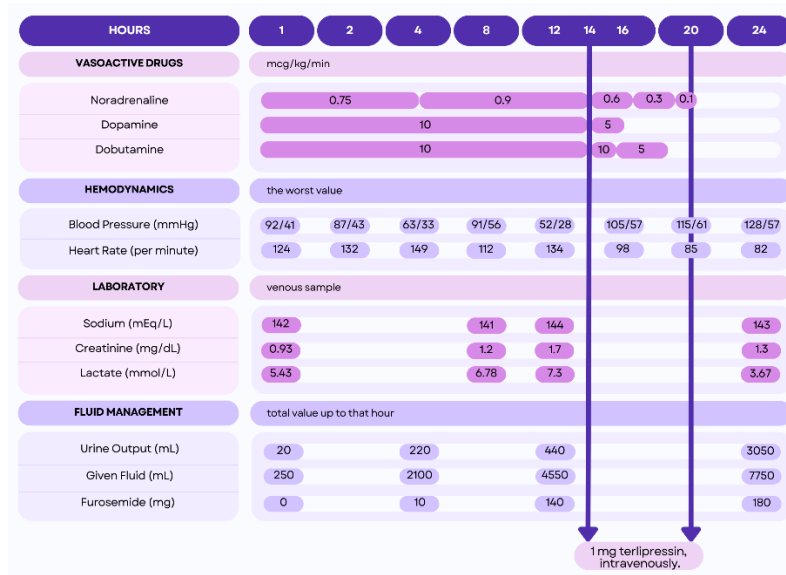 HOURS 1 2 4 8 12 14 16 20 24
VASOACTIVE DRUGS mcg/kg/min
Noradrenaline 0.75 0.9 0.6 0.3 0.1
Dopamine 10 5
Dobutamine 10 10 5
HEMODYNAMICS the worst value
Blood Pressure (mmHg) 92/41 87/43 63/33 91/56 52/28 105/57 115/61 128/57
Heart Rate (per minute) 124 132 149 112 134 98 85 82
LABORATORY venous sample
Sodium (mEq/L) 142 141 144 143
Creatinine (mg/dL) 0.93 1.2 1.7 1.3
Lactate (mmol/L) 5.43 6.78 7.3 3.67
FLUID MANAGEMENT total value up to that hour
Urine Output (mL) 20 220 440 3050
Given Fluid (mL) 250 2100 4550 7750
Furosemide (mg) 0 10 140 180
1 mg terlipressin,
intravenously.